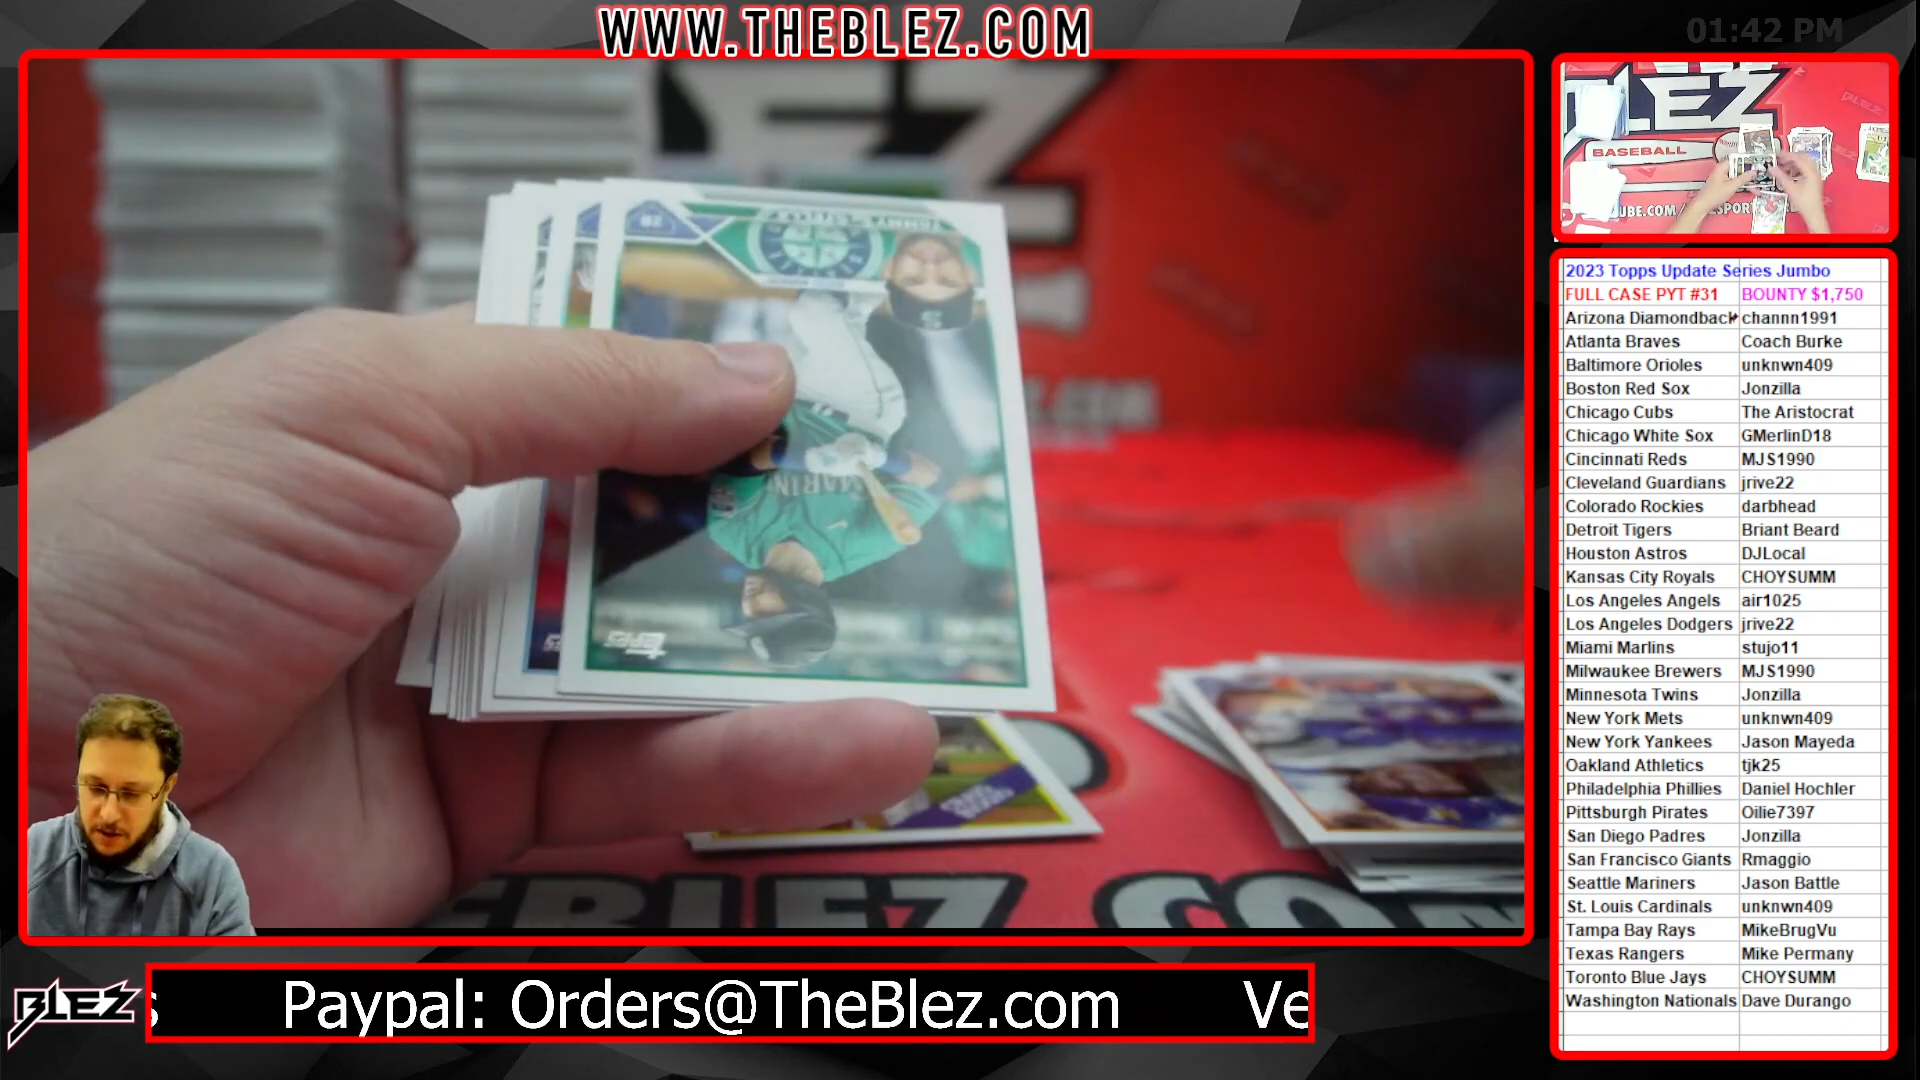 WWW.THEBLEZ.COM
01:42 PM
LEZ
BASEBALL
2023 Topps Update Series Jumbo
FULL CASE PYT #31 BOUNTY $1,750
Arizona Diamondback channn1991
Atlanta Braves Coach Burke
Baltimore Orioles unknwn409
Boston Red Sox Jonzilla
Chicago Cubs The Aristocrat
Chicago White Sox GMerlinD18
Cincinnati Reds MJS1990
Cleveland Guardians jrive22
Colorado Rockies darbhead
Detroit Tigers Briant Beard
Houston Astros DJLocal
Kansas City Royals CHOYSUMM
Los Angeles Angels air1025
Los Angeles Dodgers jrive22
Miami Marlins stujo11
Milwaukee Brewers MJS1990
Minnesota Twins Jonzilla
New York Mets unknwn409
New York Yankees Jason Mayeda
Oakland Athletics tjk25
Philadelphia Phillies Daniel Hochler
Pittsburgh Pirates Oilie7397
San Diego Padres Jonzilla
San Francisco Giants Rmaggio
Seattle Mariners Jason Battle
St. Louis Cardinals unknwn409
Tampa Bay Rays MikeBrugVu
Texas Rangers Mike Permany
Toronto Blue Jays CHOYSUMM
Washington Nationals Dave Durango
BLEZ
s Paypal: Orders@TheBlez.com Ve